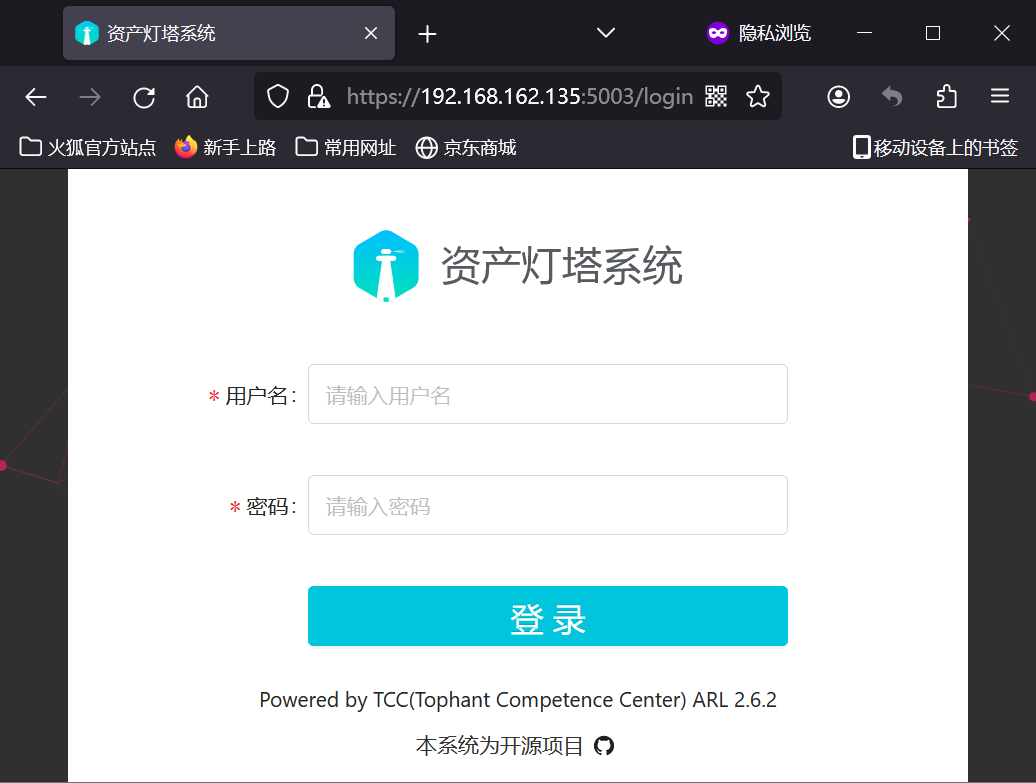 资产灯塔系统
隐私浏览
https://192.168.162.135:5003/login
火狐官方站点 新手上路 常用网址 京东商城 移动设备上的书签
资产灯塔系统
* 用户名: 请输入用户名
* 密码: 请输入密码
登 录
Powered by TCC(Tophant Competence Center) ARL 2.6.2
本系统为开源项目